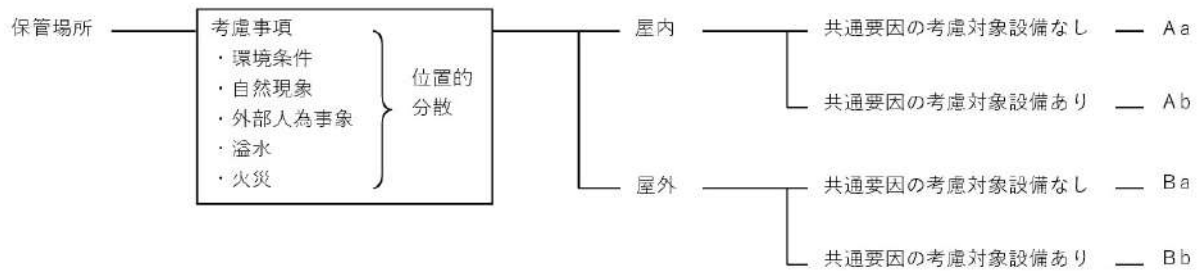 保管場所
考慮事項
・環境条件
・自然現象
・外部人為事象
・溢水
・火災
位置的
分散
屋内
共通要因の考慮対象設備なし
Aa
共通要因の考慮対象設備あり
Ab
屋外
共通要因の考慮対象設備なし
Ba
共通要因の考慮対象設備あり
Bb